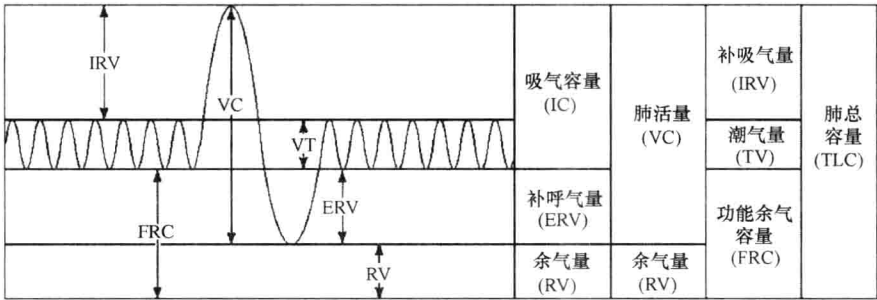 IRV
VC
VT
ERV
FRC
RV
吸气容量
(IC)
补呼气量
(ERV)
余气量
(RV)
肺活量
(VC)
余气量
(RV)
补吸气量
(IRV)
潮气量
(TV)
功能余气
容量
(FRC)
肺总
容量
(TLC)